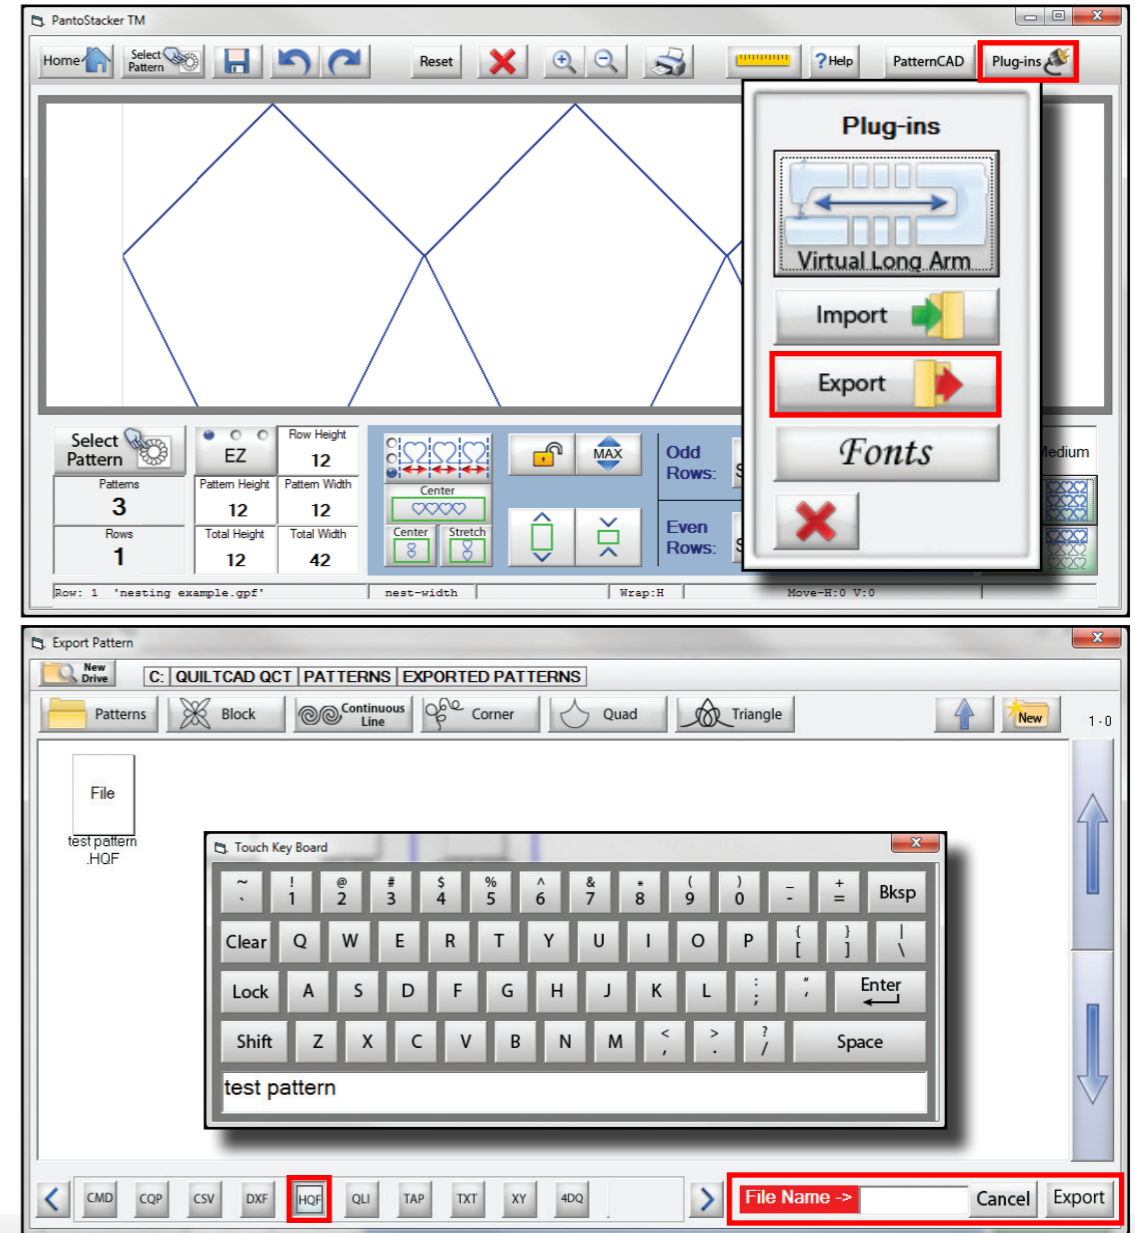 PantoStacker TM
Home
Select
Pattern
Reset
? Help
PatternCAD
Plug-ins
Plug-ins
Virtual Long Arm
Import
Export
Fonts
Select
Pattern
EZ
Row Height
12
Patterns
3
Pattern Height
12
Pattern Width
12
Rows
1
Total Height
12
Total Width
42
Center
Center
Stretch
MAX
Odd
Rows:
S
Even
Rows:
S
Medium
Row: 1 'nesting example.gpf'
nest-width
Wrap:H
Move-H:0 V:0
Export Pattern
New
Drive
C: QUILTCAD QCT PATTERNS EXPORTED PATTERNS
Patterns
Block
Continuous
Line
Corner
Quad
Triangle
New
1 - 0
File
test pattern
.HQF
Touch Key Board
~ ! @ # $ % ^ & * ( ) _ +
` 1 2 3 4 5 6 7 8 9 0 - = Bksp
{ } |
Clear Q W E R T Y U I O P [ ] \
: "
Lock A S D F G H J K L ; ' Enter
< > ?
Shift Z X C V B N M , . / Space
test pattern
CMD CQP CSV DXF HQF QLI TAP TXT XY 4DQ
File Name ->
Cancel
Export